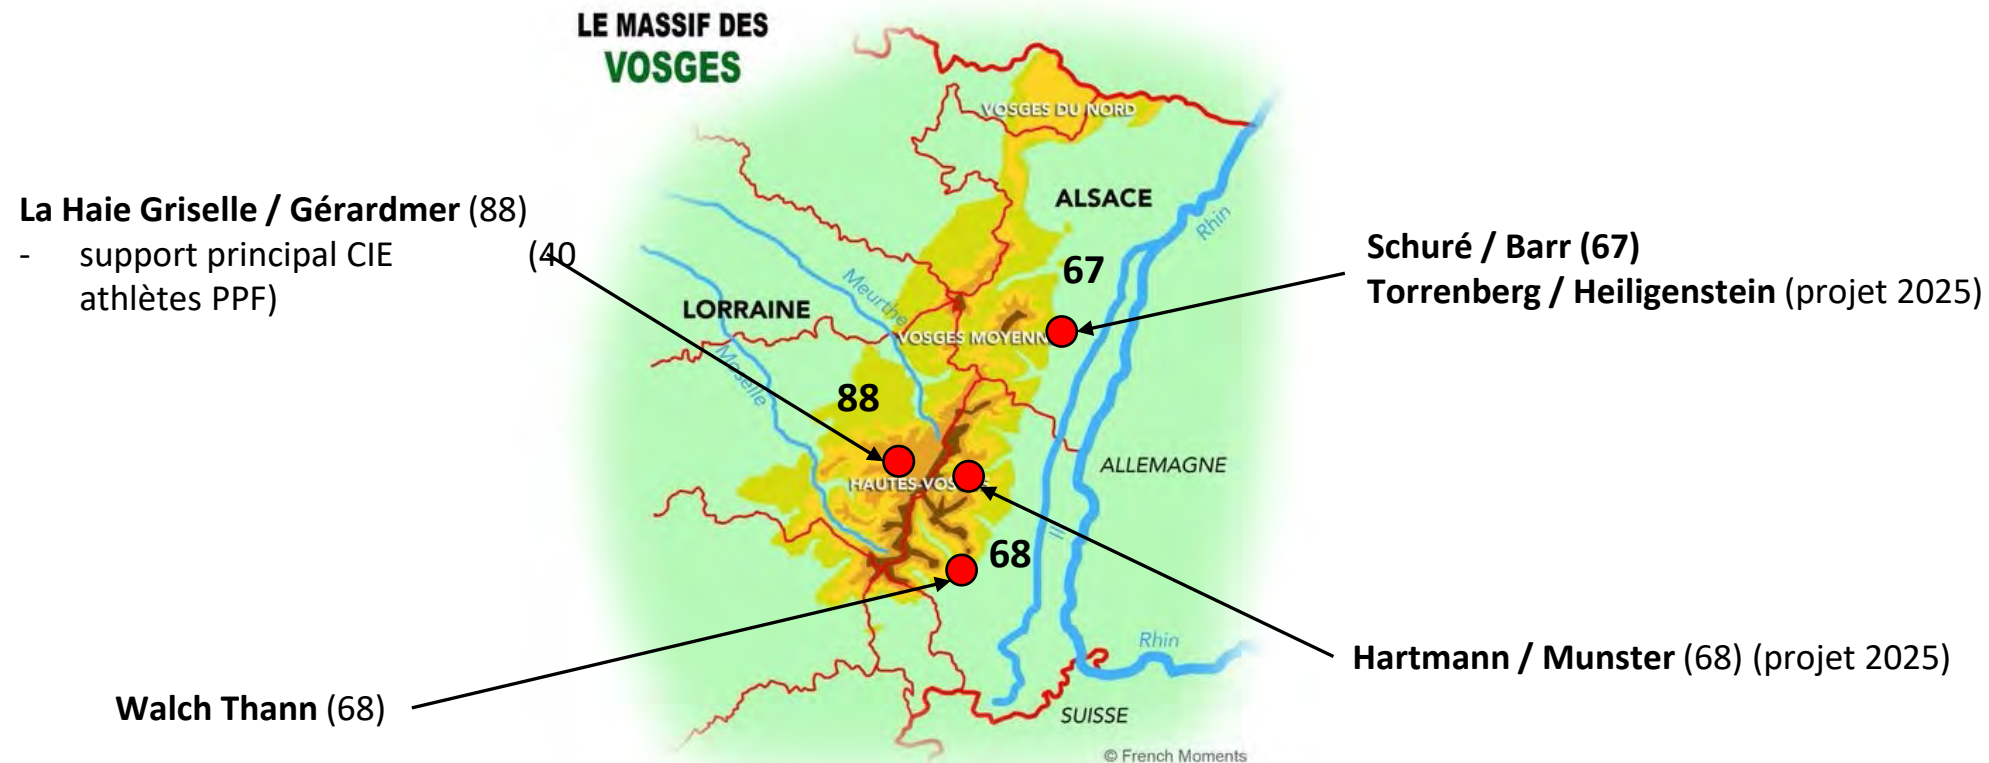 LE MASSIF DES
VOSGES
VOSGES DU NORD
ALSACE
Rhin
La Haie Griselle / Gérardmer (88)
- support principal CIE (40
athlètes PPF)
Schuré / Barr (67)
Torrenberg / Heiligenstein (projet 2025)
67
Meurthe
LORRAINE
VOSGES MOYENN
Moselle
88
ALLEMAGNE
HAUTES-VOS S
Ill
68
Rhin
Hartmann / Munster (68) (projet 2025)
Walch Thann (68)
SUISSE
© French Moments